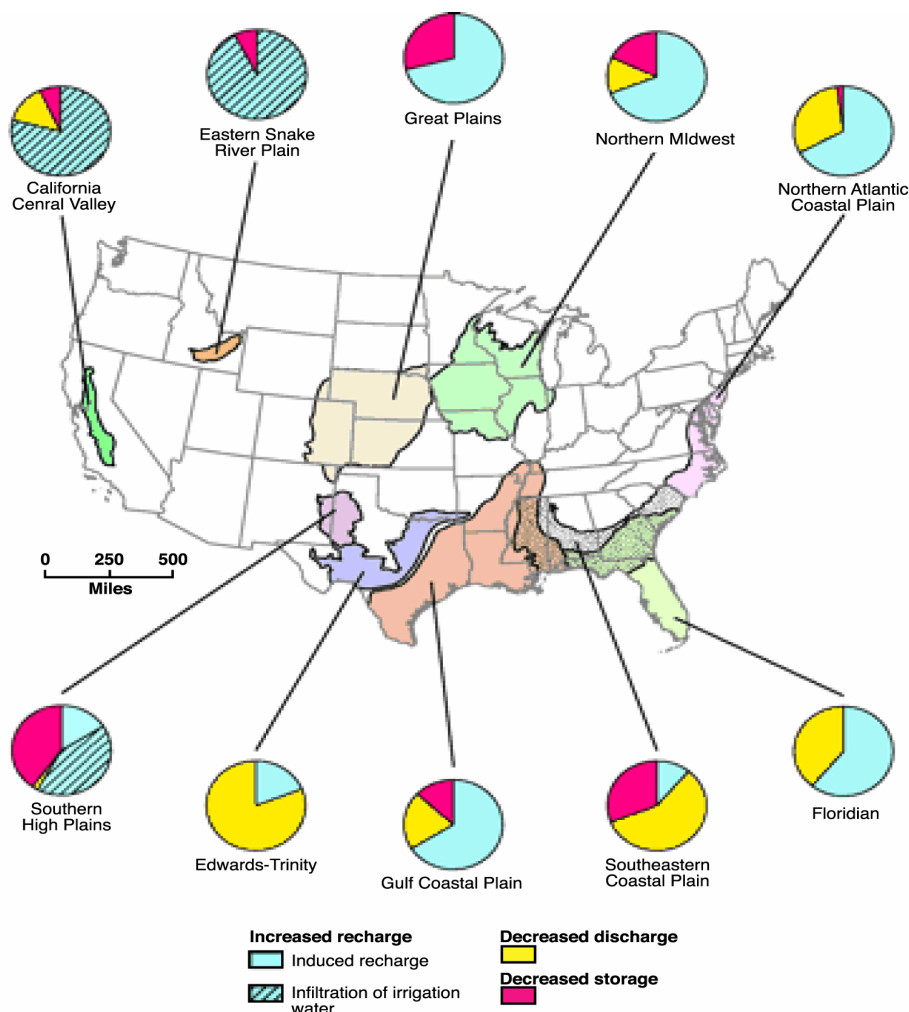 Great Plains
Northern MIdwest
Eastern Snake
River Plain
California
Cenral Valley
Northern Atlantic
Coastal Plain
0 250 500
Miles
Southern
High Plains
Edwards-Trinity
Gulf Coastal Plain
Southeastern
Coastal Plain
Floridian
Increased recharge
Induced recharge
Infiltration of irrigation
water
Decreased discharge
Decreased storage